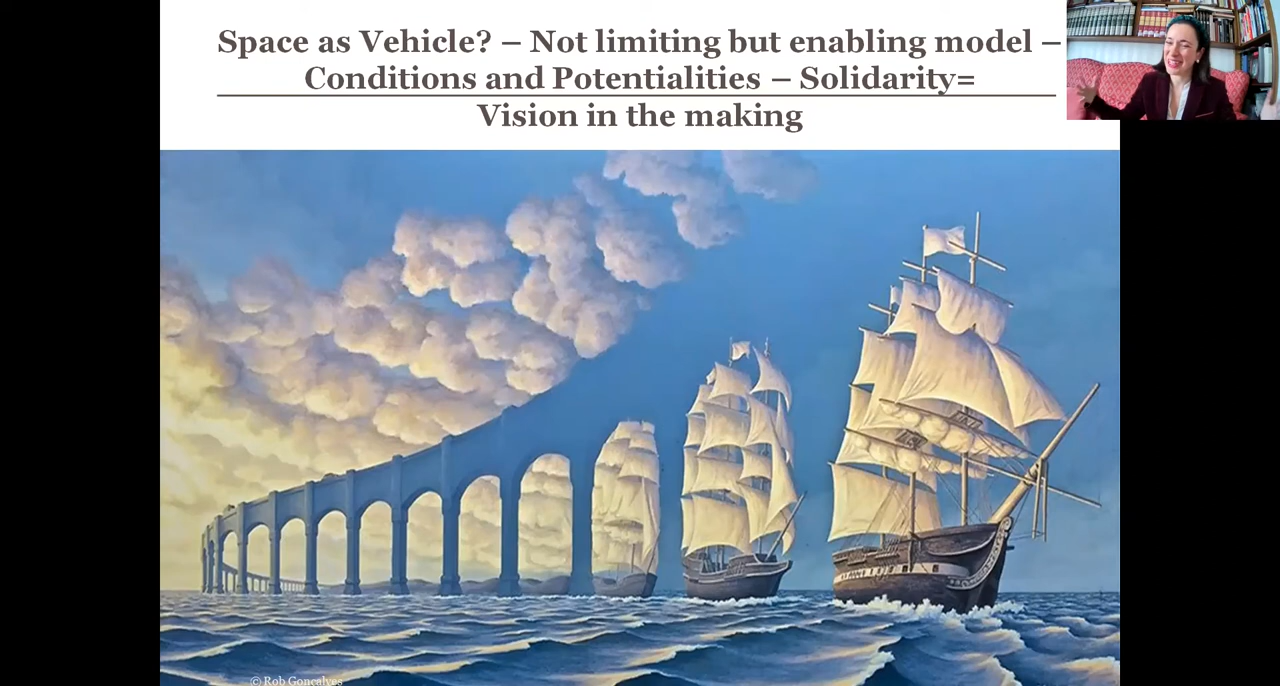 Space as Vehicle? – Not limiting but enabling model –
Conditions and Potentialities – Solidarity=
Vision in the making
© Rob Goncalves